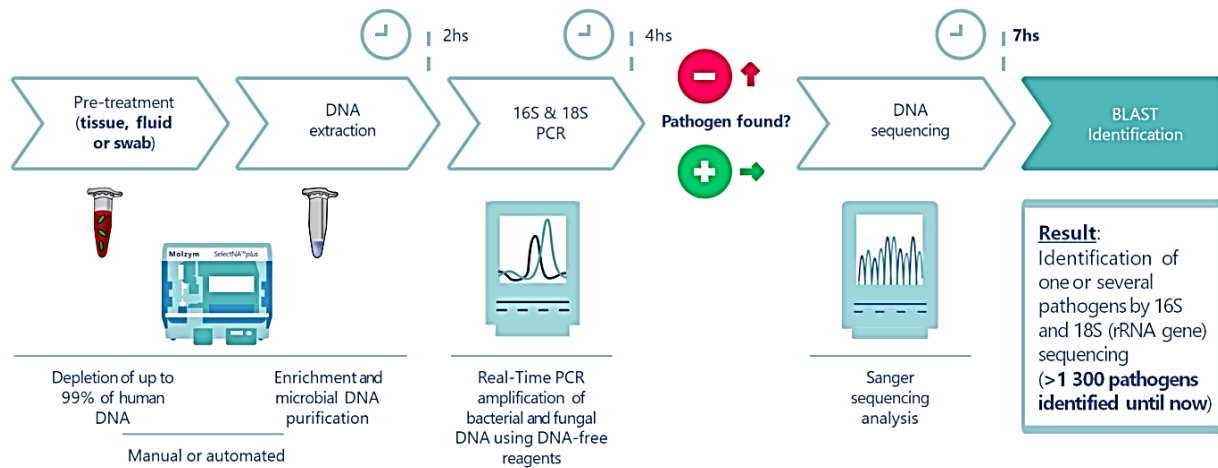 2hs
4hs
7hs
Pre-treatment
(tissue, fluid
or swab)
DNA
extraction
16S & 18S
PCR
Pathogen found?
DNA
sequencing
BLAST
Identification
Molzym SelectNA™plus
Depletion of up to
99% of human
DNA
Enrichment and
microbial DNA
purification
Manual or automated
Real-Time PCR
amplification of
bacterial and fungal
DNA using DNA-free
reagents
Sanger
sequencing
analysis
Result:
Identification of
one or several
pathogens by 16S
and 18S (rRNA gene)
sequencing
(>1 300 pathogens
identified until now)